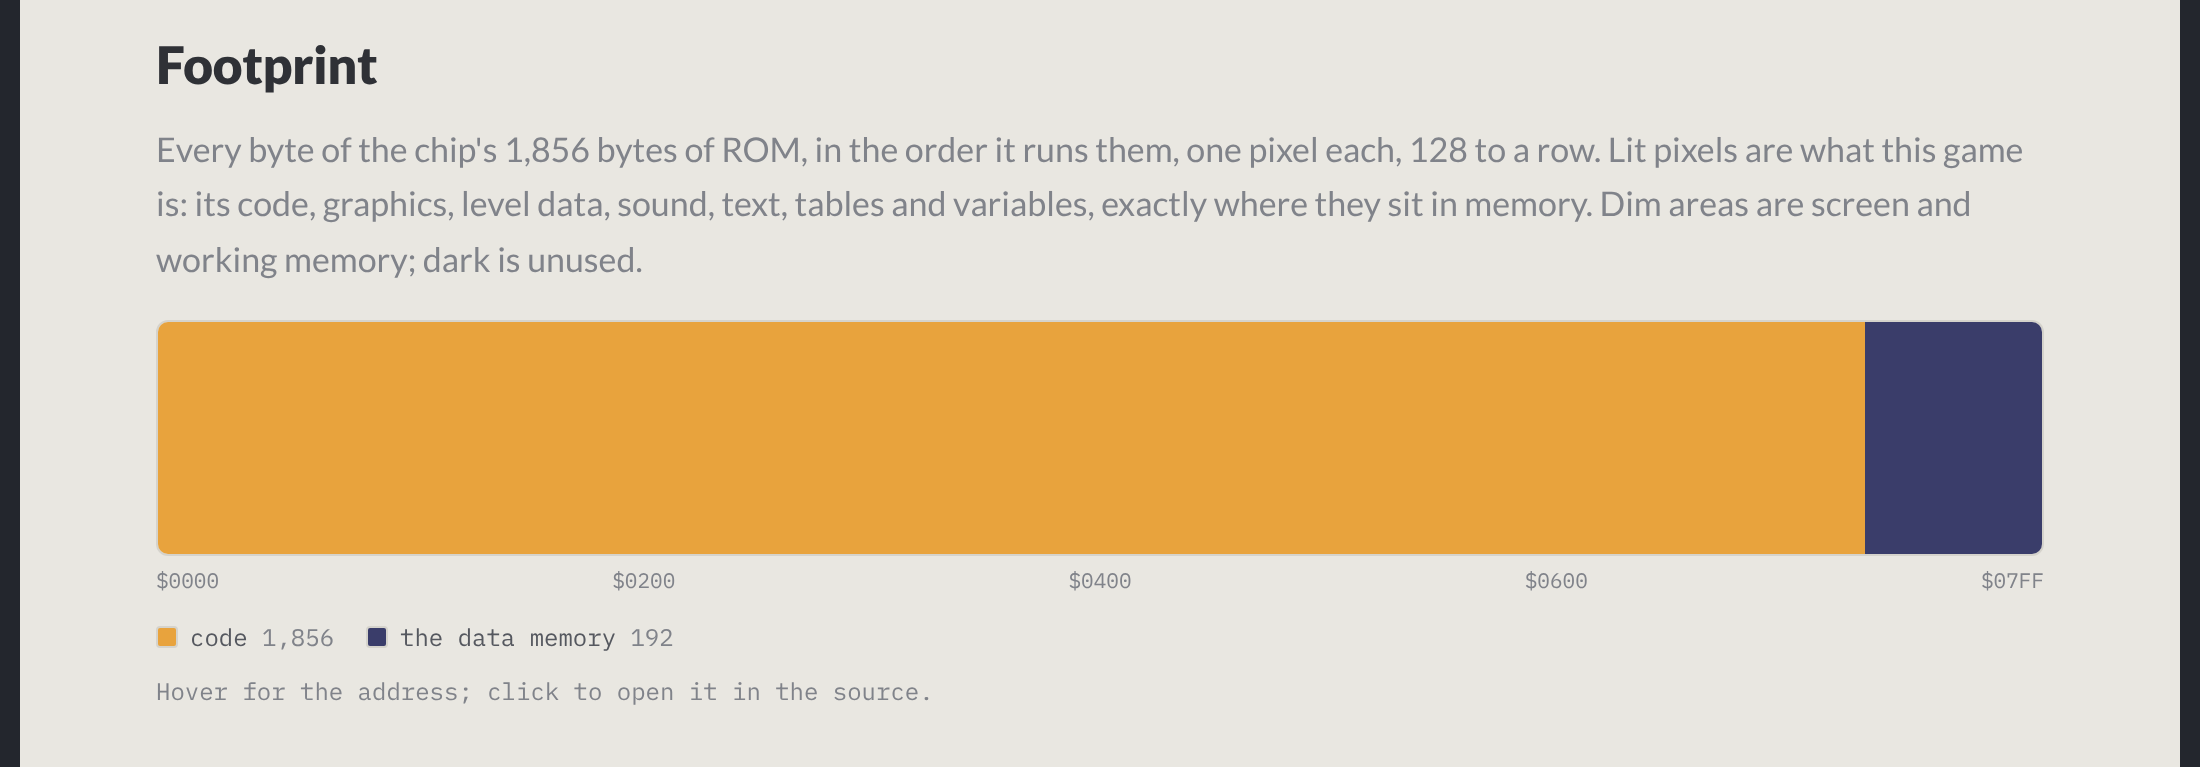 Footprint
Every byte of the chip's 1,856 bytes of ROM, in the order it runs them, one pixel each, 128 to a row. Lit pixels are what this game
is: its code, graphics, level data, sound, text, tables and variables, exactly where they sit in memory. Dim areas are screen and
working memory; dark is unused.
$0000 $0200 $0400 $0600 $07FF
code 1,856 the data memory 192
Hover for the address; click to open it in the source.